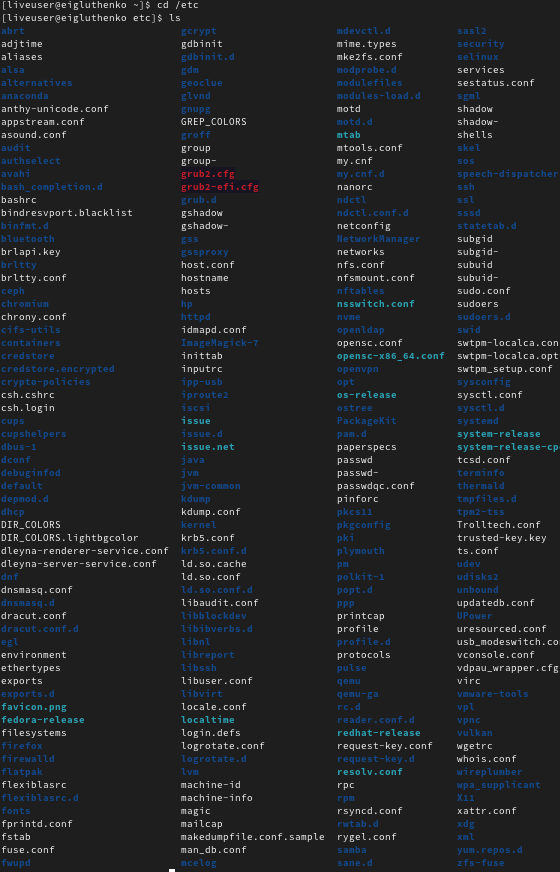 [liveuser@eigluthenko ~]$ cd /etc
[liveuser@eigluthenko etc]$ ls
abrt gcrypt mdevctl.d sasl2
adjtime gdbinit mime.types security
aliases gdbinit.d mke2fs.conf selinux
alsa gdm modprobe.d services
alternatives geoclue modulefiles sestatus.conf
anaconda glvnd modules-load.d sgml
anthy-unicode.conf gnupg motd shadow
appstream.conf GREP_COLORS motd.d shadow-
asound.conf groff mtab shells
audit group mtools.conf skel
authselect group- my.cnf sos
avahi grub2.cfg my.cnf.d speech-dispatcher
bash_completion.d grub2-efi.cfg nanorc ssh
bashrc grub.d ndctl ssl
bindresvport.blacklist gshadow ndctl.conf.d sssd
binfmt.d gshadow- netconfig statetab.d
bluetooth gss NetworkManager subgid
brlapi.key gssproxy networks subgid-
brltty host.conf nfs.conf subuid
brltty.conf hostname nfsmount.conf subuid-
ceph hosts nftables sudo.conf
chromium hp nsswitch.conf sudoers
chrony.conf httpd nvme sudoers.d
cifs-utils idmapd.conf openldap swid
containers ImageMagick-7 opensc.conf swtpm-localca.con
credstore inittab opensc-x86_64.conf swtpm-localca.opt
credstore.encrypted inputrc openvpn swtpm_setup.conf
crypto-policies ipp-usb opt sysconfig
csh.cshrc iproute2 os-release sysctl.conf
csh.login iscsi ostree sysctl.d
cups issue PackageKit systemd
cupshelpers issue.d pam.d system-release
dbus-1 issue.net paperspecs system-release-cp
dconf java passwd tcsd.conf
debuginfod jvm passwd- terminfo
default jvm-common passwdqc.conf thermald
depmod.d kdump pinforc tmpfiles.d
dhcp kdump.conf pkcs11 tpm2-tss
DIR_COLORS kernel pkgconfig Trolltech.conf
DIR_COLORS.lightbgcolor krb5.conf pki trusted-key.key
dleyna-renderer-service.conf krb5.conf.d plymouth ts.conf
dleyna-server-service.conf ld.so.cache pm udev
dnf ld.so.conf polkit-1 udisks2
dnsmasq.conf ld.so.conf.d popt.d unbound
dnsmasq.d libaudit.conf ppp updatedb.conf
dracut.conf libblockdev printcap UPower
dracut.conf.d libibverbs.d profile uresourced.conf
egl libnl profile.d usb_modeswitch.co
environment libreport protocols vconsole.conf
ethertypes libssh pulse vdpau_wrapper.cfg
exports libuser.conf qemu virc
exports.d libvirt qemu-ga vmware-tools
favicon.png locale.conf rc.d vpl
fedora-release localtime reader.conf.d vpnc
filesystems login.defs redhat-release vulkan
firefox logrotate.conf request-key.conf wgetrc
firewalld logrotate.d request-key.d whois.conf
flatpak lvm resolv.conf wireplumber
flexiblasrc machine-id rpc wpa_supplicant
flexiblasrc.d machine-info rpm X11
fonts magic rsyncd.conf xattr.conf
fprintd.conf mailcap rwtab.d xdg
fstab makedumpfile.conf.sample rygel.conf xml
fuse.conf man_db.conf samba yum.repos.d
fwupd mcelog sane.d zfs-fuse